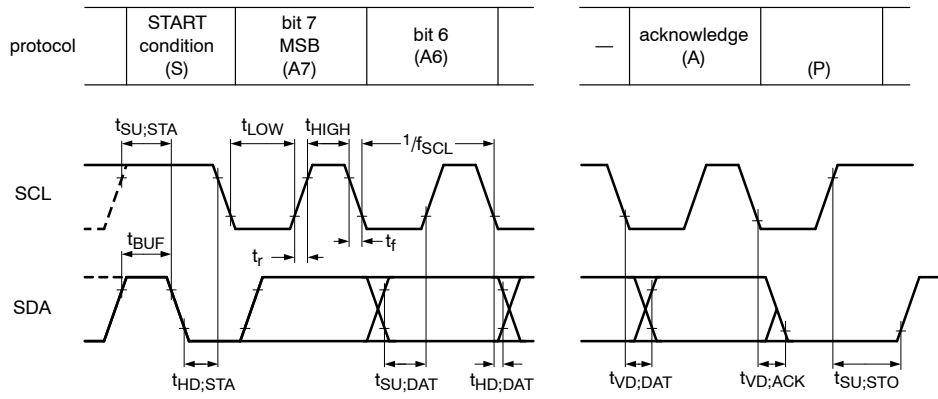 protocol
START
condition
(S)
bit 7
MSB
(A7)
bit 6
(A6)
—
acknowledge
(A)
(P)
tSU;STA
tLOW
tHIGH
1/fSCL
SCL
tBUF
tr
tf
SDA
tHD;STA
tSU;DAT
tHD;DAT
tVD;DAT
tVD;ACK
tSU;STO